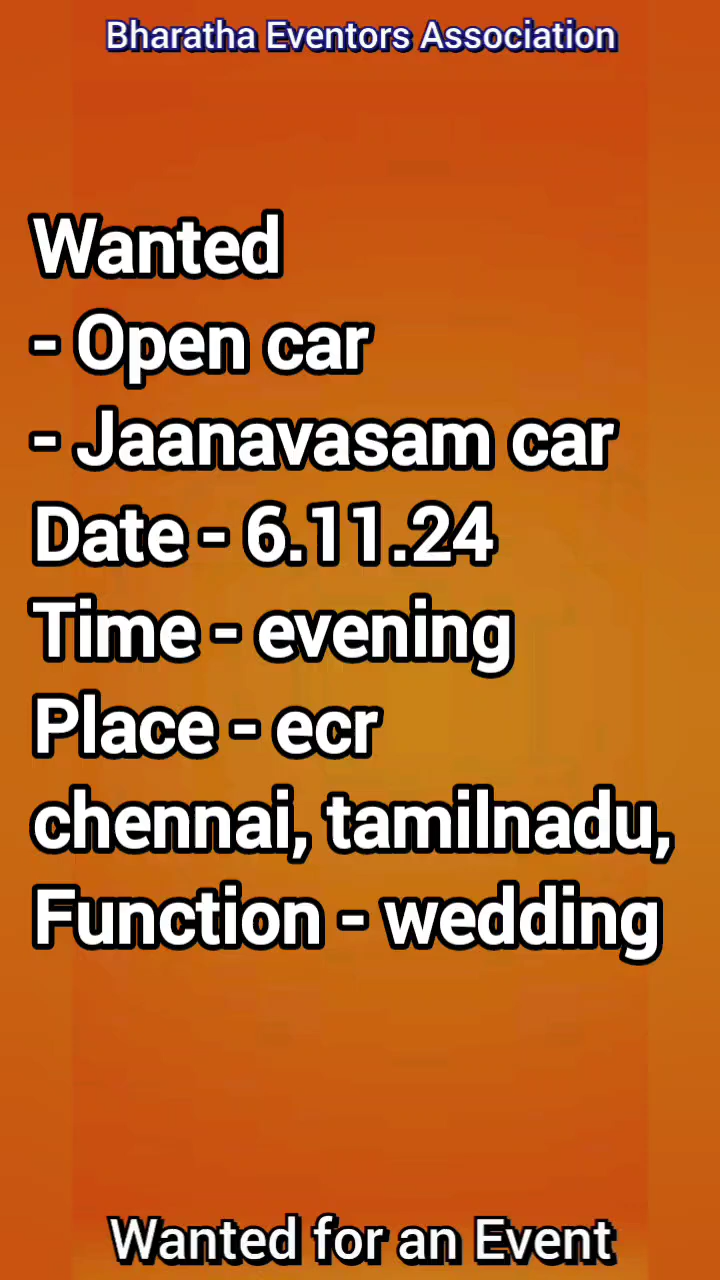 Bharatha Eventors Association
Wanted
- Open car
- Jaanavasam car
Date - 6.11.24
Time - evening
Place - ecr
chennai, tamilnadu,
Function - wedding
Wanted for an Event